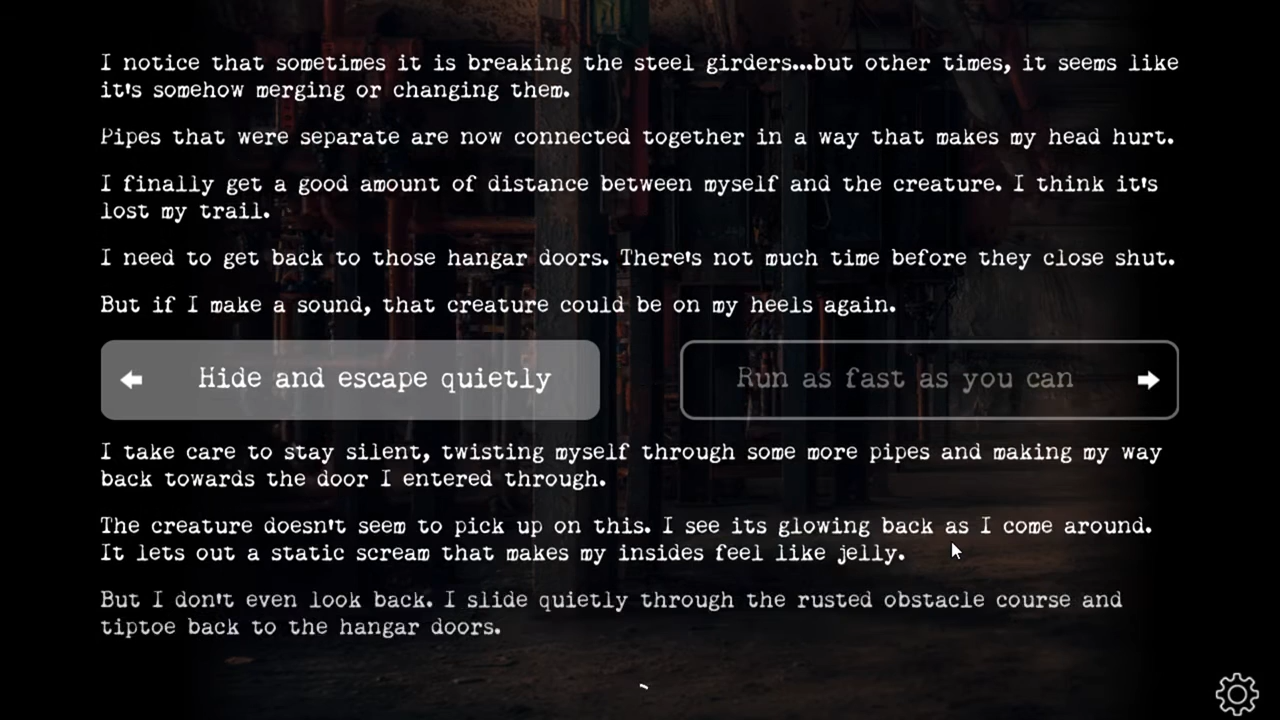 I notice that sometimes it is breaking the steel girders...but other times, it seems like
it's somehow merging or changing them.
Pipes that were separate are now connected together in a way that makes my head hurt.
I finally get a good amount of distance between myself and the creature. I think it's
lost my trail.
I need to get back to those hangar doors. There's not much time before they close shut.
But if I make a sound, that creature could be on my heels again.
Hide and escape quietly
Run as fast as you can
I take care to stay silent, twisting myself through some more pipes and making my way
back towards the door I entered through.
The creature doesn't seem to pick up on this. I see its glowing back as I come around.
It lets out a static scream that makes my insides feel like jelly.
But I don't even look back. I slide quietly through the rusted obstacle course and
tiptoe back to the hangar doors.